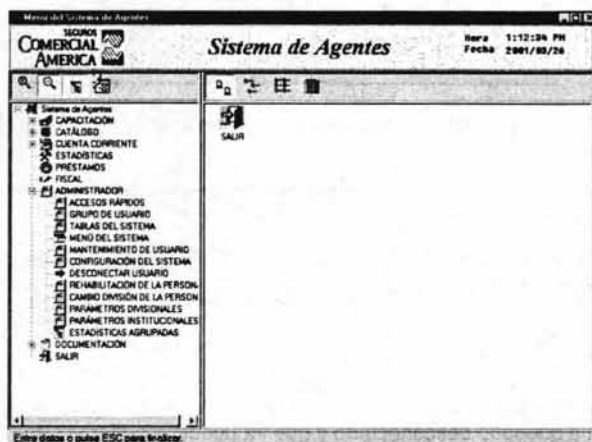 Menú del Sistema de Agentes
SEGUROS
COMERCIAL
AMERICA
Sistema de Agentes
Hora 1:12:34 PM
Fecha 2001/03/26
Sistema de Agentes
CAPACITACIÓN
CATÁLOGO
CUENTA CORRIENTE
ESTADÍSTICAS
PRÉSTAMOS
FISCAL
ADMINISTRADOR
ACCESOS RÁPIDOS
GRUPO DE USUARIO
TABLAS DEL SISTEMA
MENÚ DEL SISTEMA
MANTENIMIENTO DE USUARIO
CONFIGURACIÓN DEL SISTEMA
DESCONECTAR USUARIO
REHABILITACIÓN DE LA PERSON
CAMBIO DIVISIÓN DE LA PERSON
PARÁMETROS DIVISIONALES
PARÁMETROS INSTITUCIONALES
ESTADÍSTICAS AGRUPADAS
DOCUMENTACIÓN
SALIR
SALIR
Entre datos o pulse ESC para finalizar.